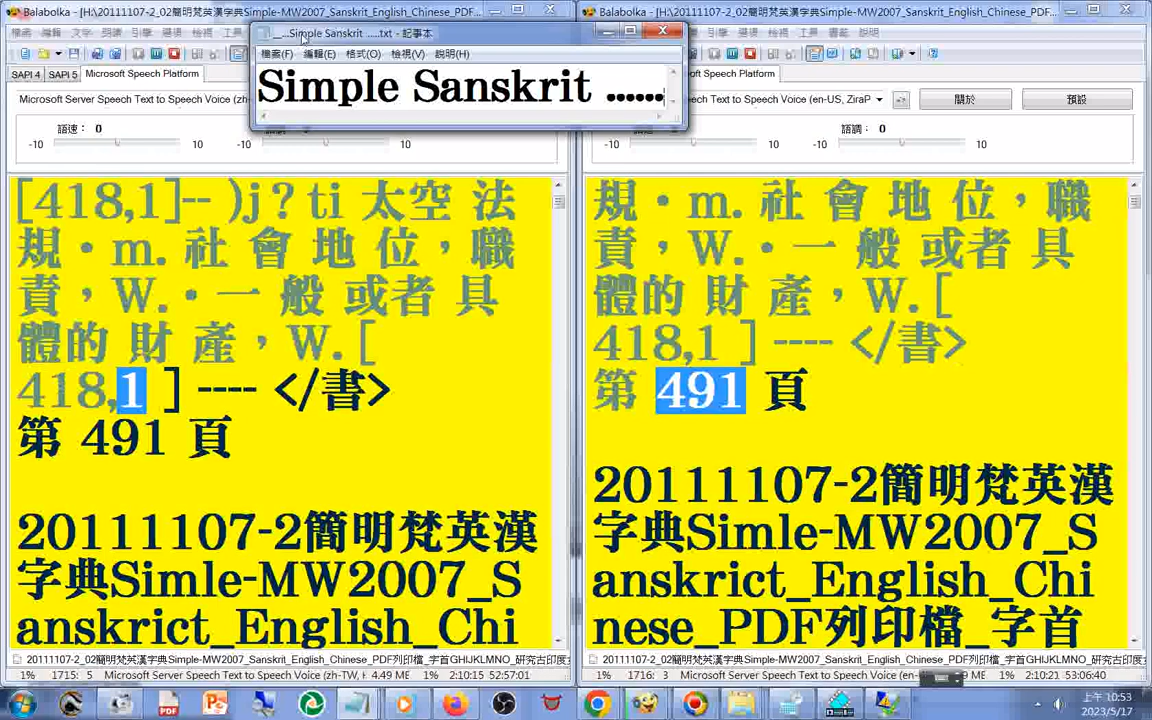 Balabolka - [H:\20111107-2_02簡明梵英漢字典Simple-MW2007_Sanskrit_English_Chinese_PDF...
Balabolka - [H:\20111107-2_02簡明梵英漢字典Simple-MW2007_Sanskrit_English_Chinese_PDF...
__...Simple Sanskrit .....txt - 記事本
檔案(F) 編輯(E) 格式(O) 檢視(V) 說明(H)
Simple Sanskrit ......
SAPI 4 SAPI 5 Microsoft Speech Platform
Speech Platform
Microsoft Server Speech Text to Speech Voice (zh-
Speech Text to Speech Voice (en-US, ZiraP
關於 預設
語速： 0
-10 10 10
語調： 0
-10 10 10
[418,1]-- )j? ti 太空 法
規・m. 社 會 地 位，職
責，W.・一 般 或者 具
體的 財 產，W. [
418,1 ] ---- </書>
第 491 頁
20111107-2簡明梵英漢
字典Simle-MW2007_S
anskrict_English_Chi
規・m. 社 會 地 位，職
責，W.・一 般 或者 具
體的 財 產，W. [
418,1 ] ---- </書>
第 491 頁
20111107-2簡明梵英漢
字典Simle-MW2007_S
anskrict_English_Chi
nese_PDF列印檔_字首
20111107-2_02簡明梵英漢字典Simple-MW2007_Sanskrit_English_Chinese_PDF列印檔_字首GHIJKLMNO_研究古印度
20111107-2_02簡明梵英漢字典Simple-MW2007_Sanskrit_English_Chinese_PDF列印檔_字首GHIJKLMNO_研究古印度
1% 1715: 5 Microsoft Server Speech Text to Speech Voice (zh-TW, H 4.49 ME 1% 2:10:15 52:57:01
1% 1716: 3 Microsoft Server Speech Text to Speech Voice (en- 1% 2:10:21 53:06:40
上午 10:53
2023/5/17